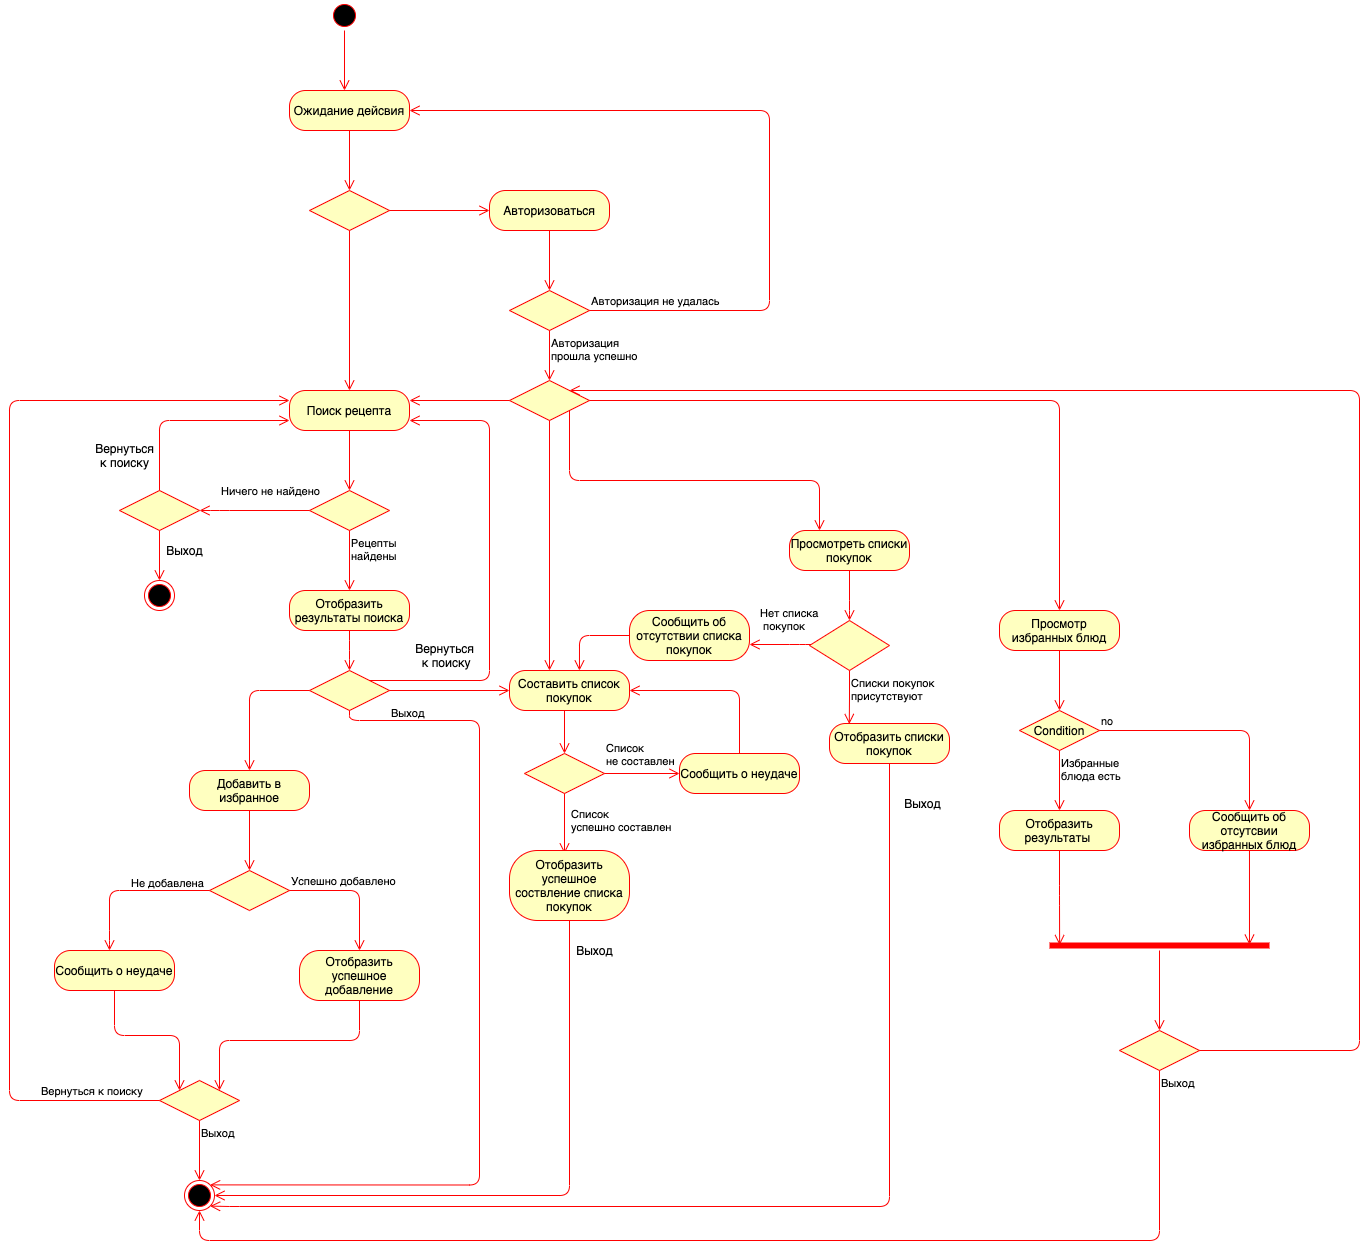 Ожидание дейсвия
Авторизоваться
Авторизация не удалась
Авторизация
прошла успешно
Поиск рецепта
Вернуться
к поиску
Ничего не найдено
Выход
Рецепты
найдены
Просмотреть списки
покупок
Отобразить
результаты поиска
Вернуться
к поиску
Сообщить об
отсутствии списка
покупок
Нет списка
покупок
Просмотр
избранных блюд
Составить список
покупок
Списки покупок
присутствуют
Выход
Отобразить списки
покупок
Condition
no
Список
не составлен
Сообщить о неудаче
Избранные
блюда есть
Добавить в
избранное
Выход
Список
успешно составлен
Отобразить
результаты
Сообщить об
отсутсвии
избранных блюд
Не добавлена
Успешно добавлено
Отобразить
успешное
соствление списка
покупок
Выход
Сообщить о неудаче
Отобразить
успешное
добавление
Вернуться к поиску
Выход
Выход